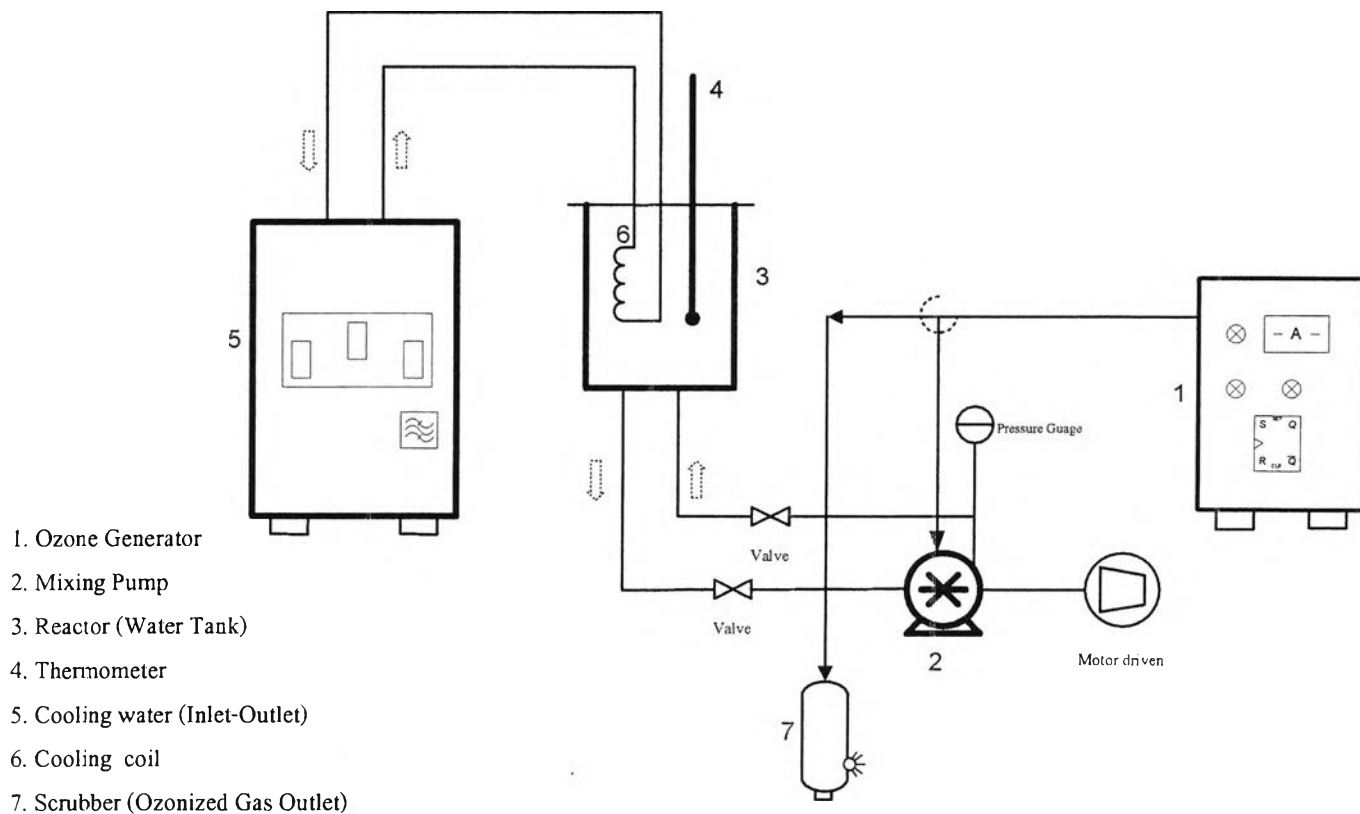 4
6
3
5
- A -
1
Pressure Guage
S SET Q
R CLR Q̅
Valve
Valve
2
Motor driven
7
1. Ozone Generator
2. Mixing Pump
3. Reactor (Water Tank)
4. Thermometer
5. Cooling water (Inlet-Outlet)
6. Cooling coil
7. Scrubber (Ozonized Gas Outlet)